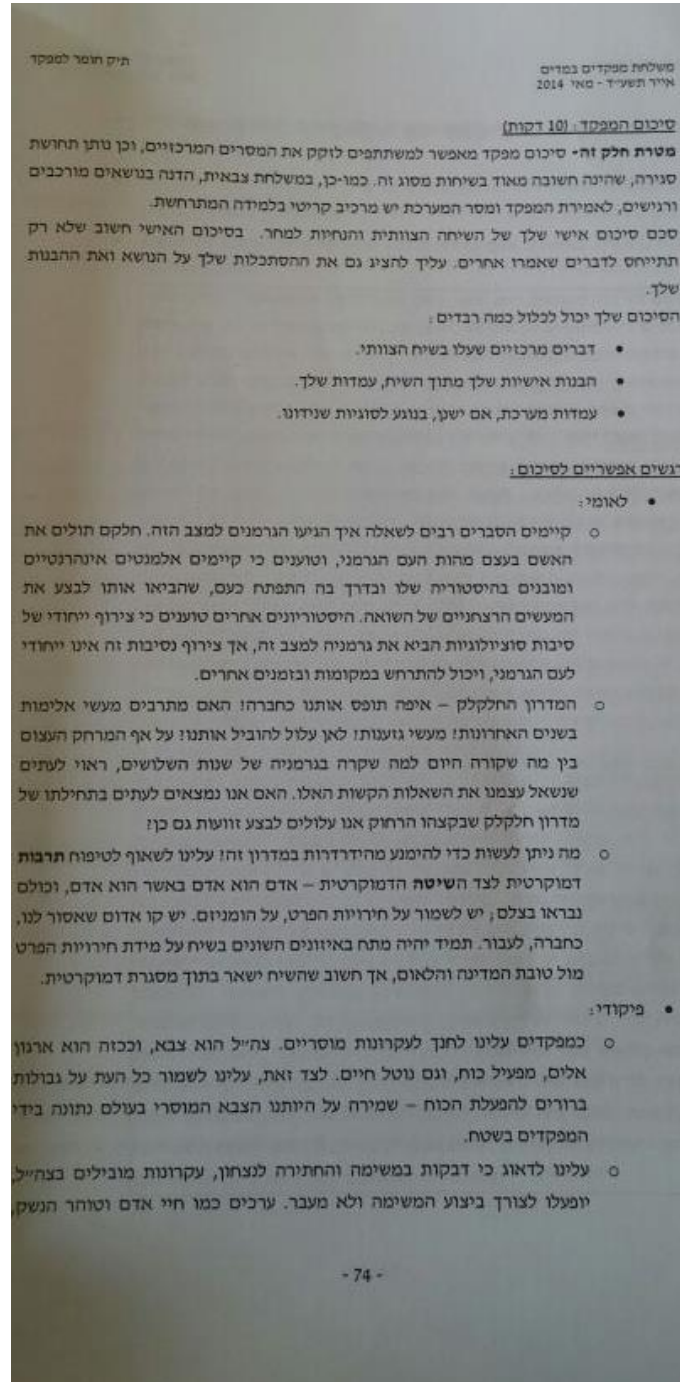 תיק חומר למפקד
משלחת מפקדים במדים
אייר תשע״ד - מאי 2014
סיכום המפקד: (10 דקות)
מטרת חלק זה- סיכום מפקד מאפשר למשתתפים לזקק את המסרים המרכזיים, וכן נותן תחושת
סגירה, שהינה חשובה מאוד בשיחות מסוג זה. כמו-כן, במשלחת צבאית, הדנה בנושאים מורכבים
ורגישים, לאמירת המפקד ומסר המערכת יש מרכיב קריטי בלמידה המתרחשת.
סכם סיכום אישי שלך של השיחה הצוותית והנחיות למחר. בסיכום האישי חשוב שלא רק
תתייחס לדברים שאמרו אחרים. עליך להציג גם את ההסתכלות שלך על הנושא ואת ההבנות
שלך.
הסיכום שלך יכול לכלול כמה רבדים:
• דברים מרכזיים שעלו בשיח הצוותי.
• הבנות אישיות שלך מתוך השיח, עמדות שלך.
• עמדות מערכת, אם ישנן, בנוגע לסוגיות שנידונו.
דגשים אפשריים לסיכום:
• לאומי:
o קיימים הסברים רבים לשאלה איך הגיעו הגרמנים למצב הזה. חלקם תולים את
האשם בעצם מהות העם הגרמני, וטוענים כי קיימים אלמנטים אינהרנטיים
ומובנים בהיסטוריה שלו ובדרך בה התפתח כעם, שהביאו אותו לבצע את
המעשים הרצחניים של השואה. היסטוריונים אחרים טוענים כי צירוף ייחודי של
סיבות סוציולוגיות הביא את גרמניה למצב זה, אך צירוף נסיבות זה אינו ייחודי
לעם הגרמני, ויכול להתרחש במקומות ובזמנים אחרים.
o המדרון החלקלק – איפה תופס אותנו כחברה? האם מתרבים מעשי אלימות
בשנים האחרונות? מעשי גזענות? לאן עלול להוביל אותנו? על אף המרחק העצום
בין מה שקורה היום למה שקרה בגרמניה של שנות השלושים, ראוי לעתים
שנשאל עצמנו את השאלות הקשות האלו. האם אנו נמצאים לעתים בתחילתו של
מדרון חלקלק שבקצהו הרחוק אנו עלולים לבצע זוועות גם כן?
o מה ניתן לעשות כדי להימנע מהידרדרות במדרון זה? עלינו לשאוף לטיפוח תרבות
דמוקרטית לצד השיטה הדמוקרטית – אדם הוא אדם באשר הוא אדם, וכולם
נבראו בצלם; יש לשמור על חירויות הפרט, על הומניזם. יש קו אדום שאסור לנו,
כחברה, לעבור. תמיד יהיה מתח באיזונים השונים בשיח על מידת חירויות הפרט
מול טובת המדינה והלאום, אך חשוב שהשיח ישאר בתוך מסגרת דמוקרטית.
• פיקודי:
o כמפקדים עלינו לחנך לעקרונות מוסריים. צה״ל הוא צבא, וככזה הוא ארגון
אלים, מפעיל כוח, וגם נוטל חיים. לצד זאת, עלינו לשמור כל העת על גבולות
ברורים להפעלת הכוח – שמירה על היותנו הצבא המוסרי בעולם נתונה בידי
המפקדים בשטח.
o עלינו לדאוג כי דבקות במשימה והחתירה לנצחון, עקרונות מובילים בצה״ל,
יופעלו לצורך ביצוע המשימה ולא מעבר. ערכים כמו חיי אדם וטוהר הנשק,
- 74 -